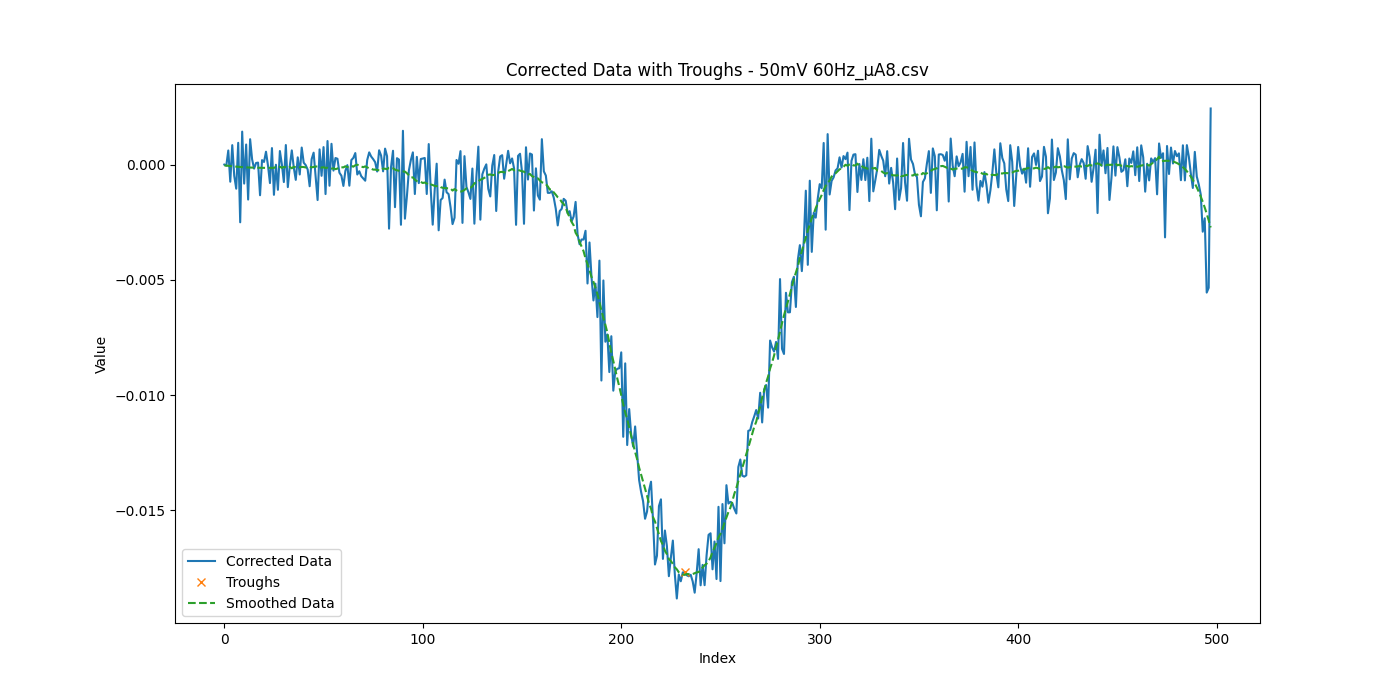 Corrected Data with Troughs - 50mV 60Hz_µA8.csv
0.000
−0.005
−0.010
−0.015
Value
Corrected Data
Troughs
Smoothed Data
0 100 200 300 400 500
Index